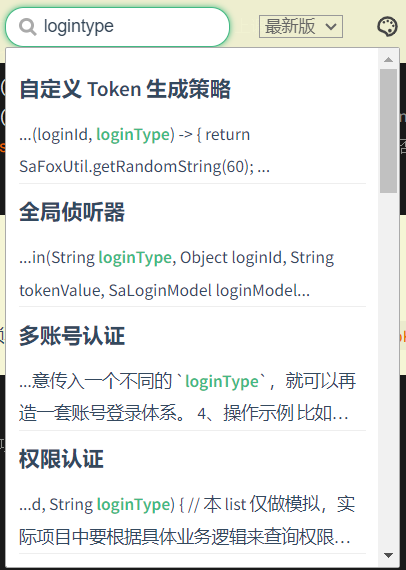 logintype
最新版
自定义 Token 生成策略
...(loginId, loginType) -> { return
SaFoxUtil.getRandomString(60); ...
全局侦听器
...in(String loginType, Object loginId, String
tokenValue, SaLoginModel loginModel...
多账号认证
...意传入一个不同的 `loginType`，就可以再
造一套账号登录体系。 4、操作示例 比如…
权限认证
...d, String loginType) { // 本 list 仅做模拟，实
际项目中要根据具体业务逻辑来查询权限…